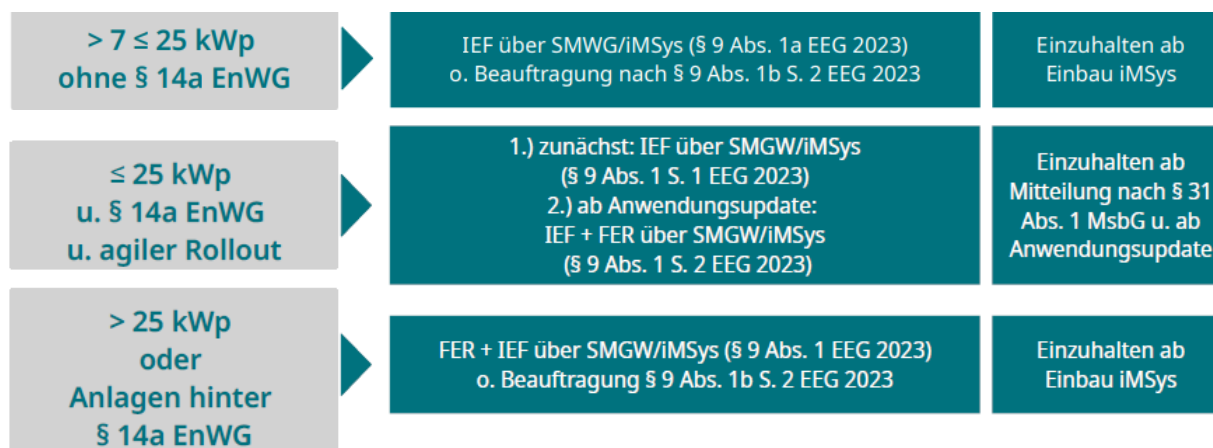 > 7 ≤ 25 kWp
ohne § 14a EnWG
IEF über SMWG/iMSys (§ 9 Abs. 1a EEG 2023)
o. Beauftragung nach § 9 Abs. 1b S. 2 EEG 2023
Einzuhalten ab
Einbau iMSys
≤ 25 kWp
u. § 14a EnWG
u. agiler Rollout
1.) zunächst: IEF über SMGW/iMSys
(§ 9 Abs. 1 S. 1 EEG 2023)
2.) ab Anwendungsupdate:
IEF + FER über SMGW/iMSys
(§ 9 Abs. 1 S. 2 EEG 2023)
Einzuhalten ab
Mitteilung nach § 31
Abs. 1 MsbG u. ab
Anwendungsupdate
> 25 kWp
oder
Anlagen hinter
§ 14a EnWG
FER + IEF über SMGW/iMSys (§ 9 Abs. 1 EEG 2023)
o. Beauftragung § 9 Abs. 1b S. 2 EEG 2023
Einzuhalten ab
Einbau iMSys